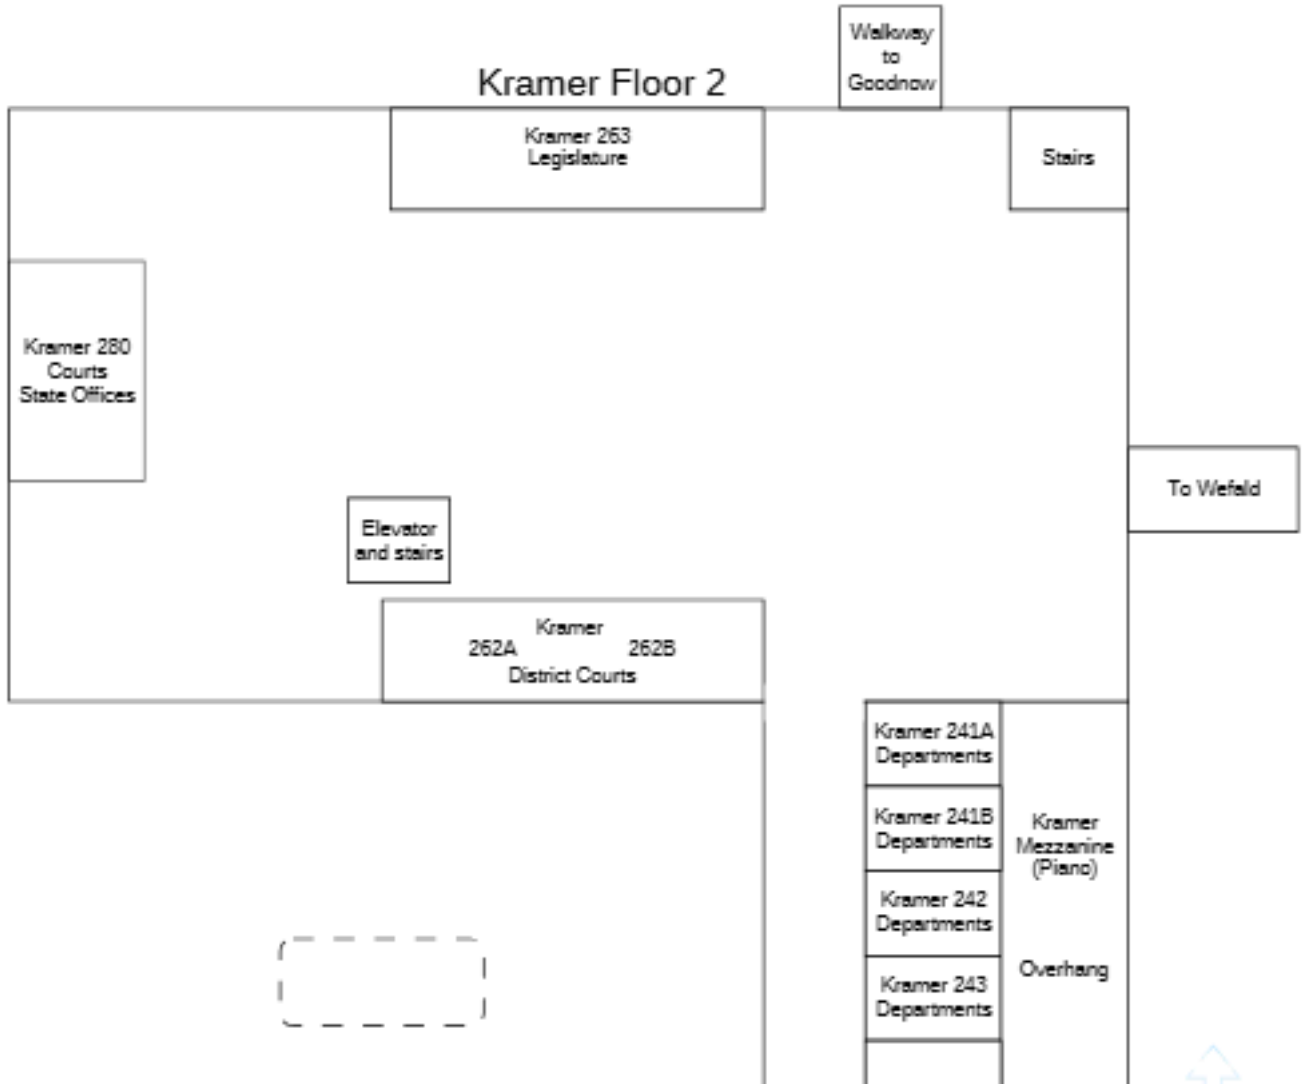 Walkway
to
Goodnow
Kramer Floor 2
Kramer 263
Legislature
Stairs
Kramer 280
Courts
State Offices
To Wefald
Elevator
and stairs
Kramer
262A 262B
District Courts
Kramer 241A
Departments
Kramer 241B
Departments
Kramer
Mezzanine
(Piano)
Kramer 242
Departments
Overhang
Kramer 243
Departments